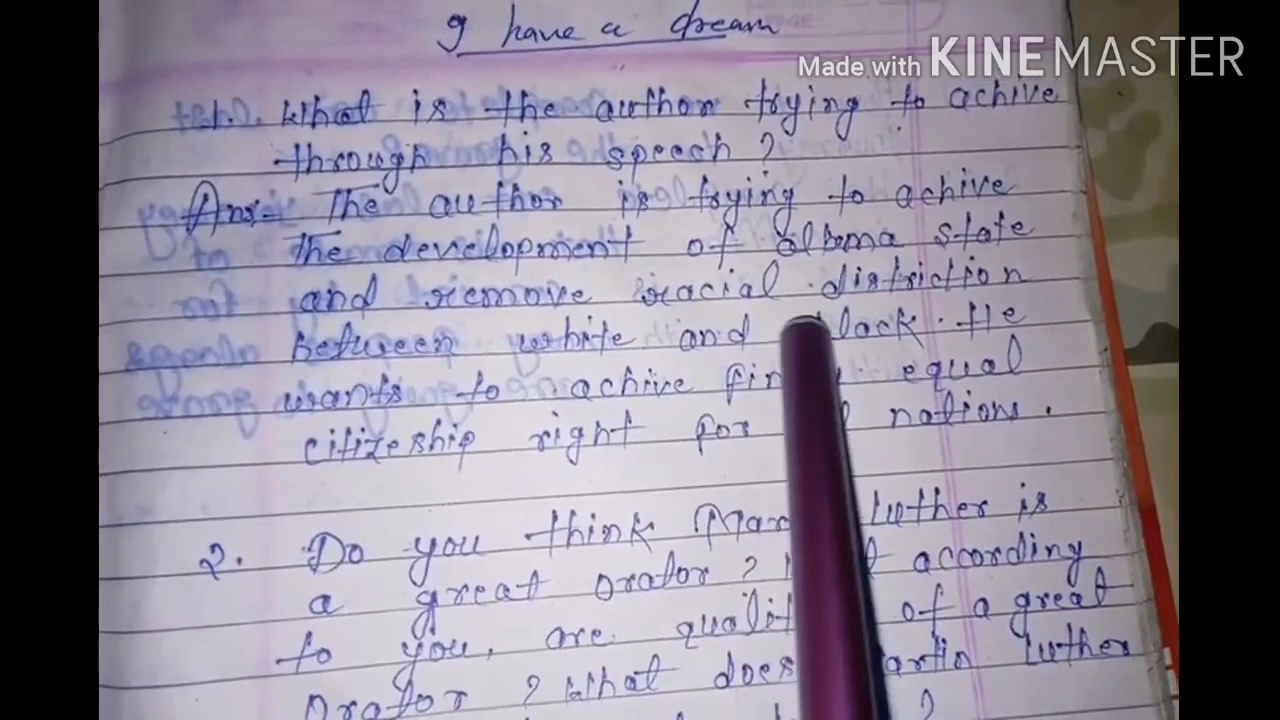 I have a dream
Made with KINEMASTER
1. What is the author trying to achive
through his speech ?
Ans - The author is trying to achive
the development of albama state
and remove racial distriction
between white and black. He
wants to achive equal
citizeship right for nations.
2. Do you think Luther is
a great orator ? according
to you, are of a great
Orator ? What does Luther
?